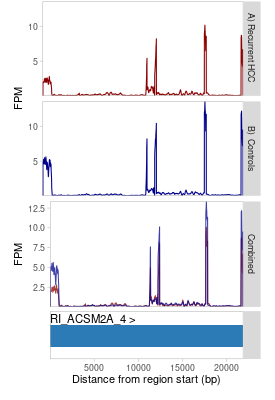 10
5
FPM
A) Recurrent HCC
10
5
B) Controls
12.5
10.0
7.5
5.0
2.5
FPM
Combined
RI_ACSM2A_4 >
5000 10000 15000 20000
Distance from region start (bp)